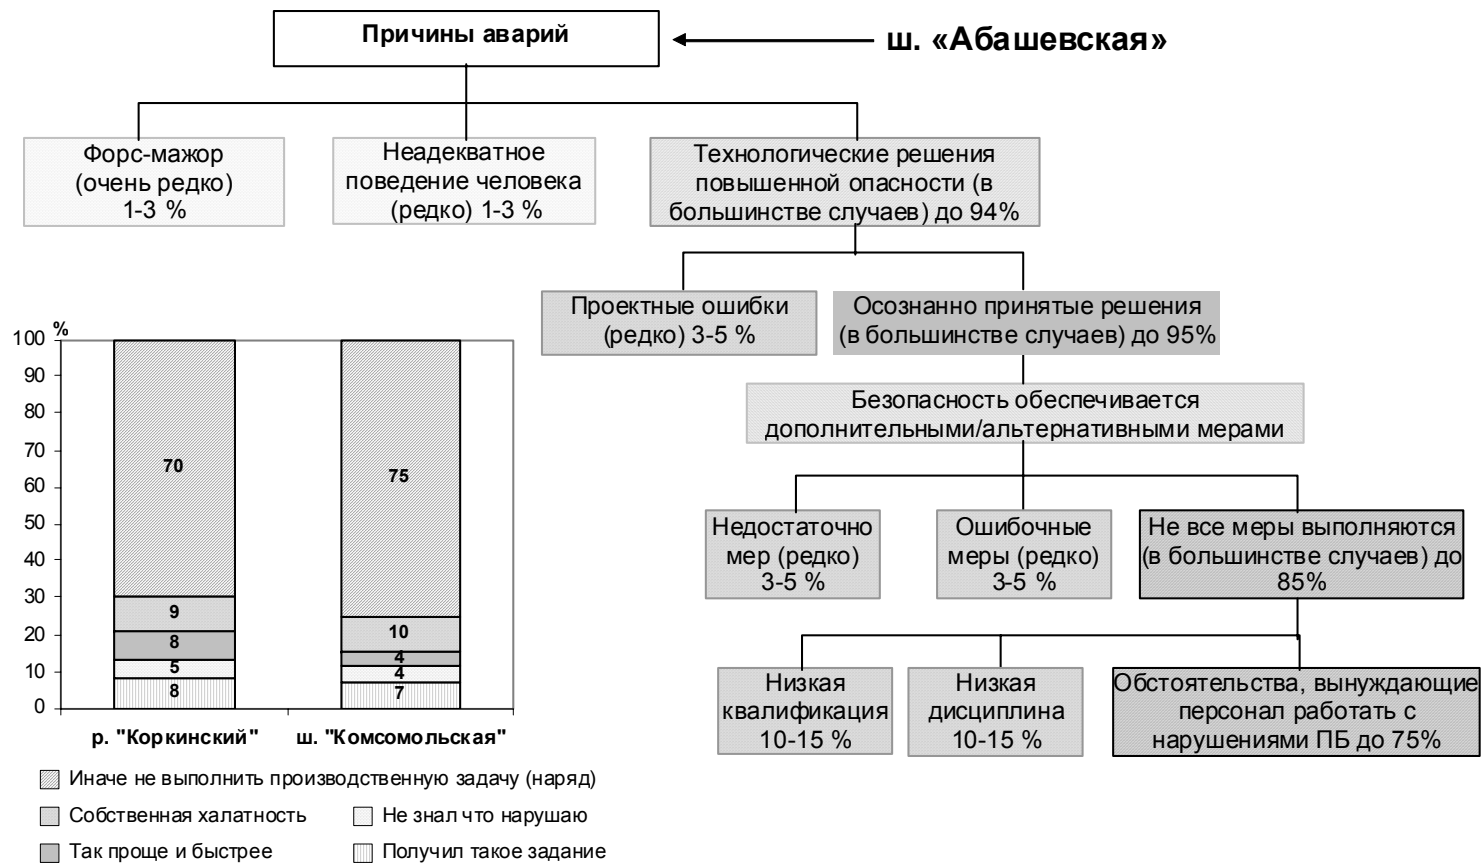 Причины аварий
ш. «Абашевская»
Форс-мажор
(очень редко)
1-3 %
Неадекватное
поведение человека
(редко) 1-3 %
Технологические решения
повышенной опасности (в
большинстве случаев) до 94%
Проектные ошибки
(редко) 3-5 %
Осознанно принятые решения
(в большинстве случаев) до 95%
Безопасность обеспечивается
дополнительными/альтернативными мерами
Недостаточно
мер (редко)
3-5 %
Ошибочные
меры (редко)
3-5 %
Не все меры выполняются
(в большинстве случаев) до
85%
Низкая
квалификация
10-15 %
Низкая
дисциплина
10-15 %
Обстоятельства, вынуждающие
персонал работать с
нарушениями ПБ до 75%
%
100
90
80
70
60
50
40
30
20
10
0
70
9
8
5
8
75
10
4
4
7
р. "Коркинский"
ш. "Комсомольская"
Иначе не выполнить производственную задачу (наряд)
Собственная халатность
Не знал что нарушаю
Так проще и быстрее
Получил такое задание